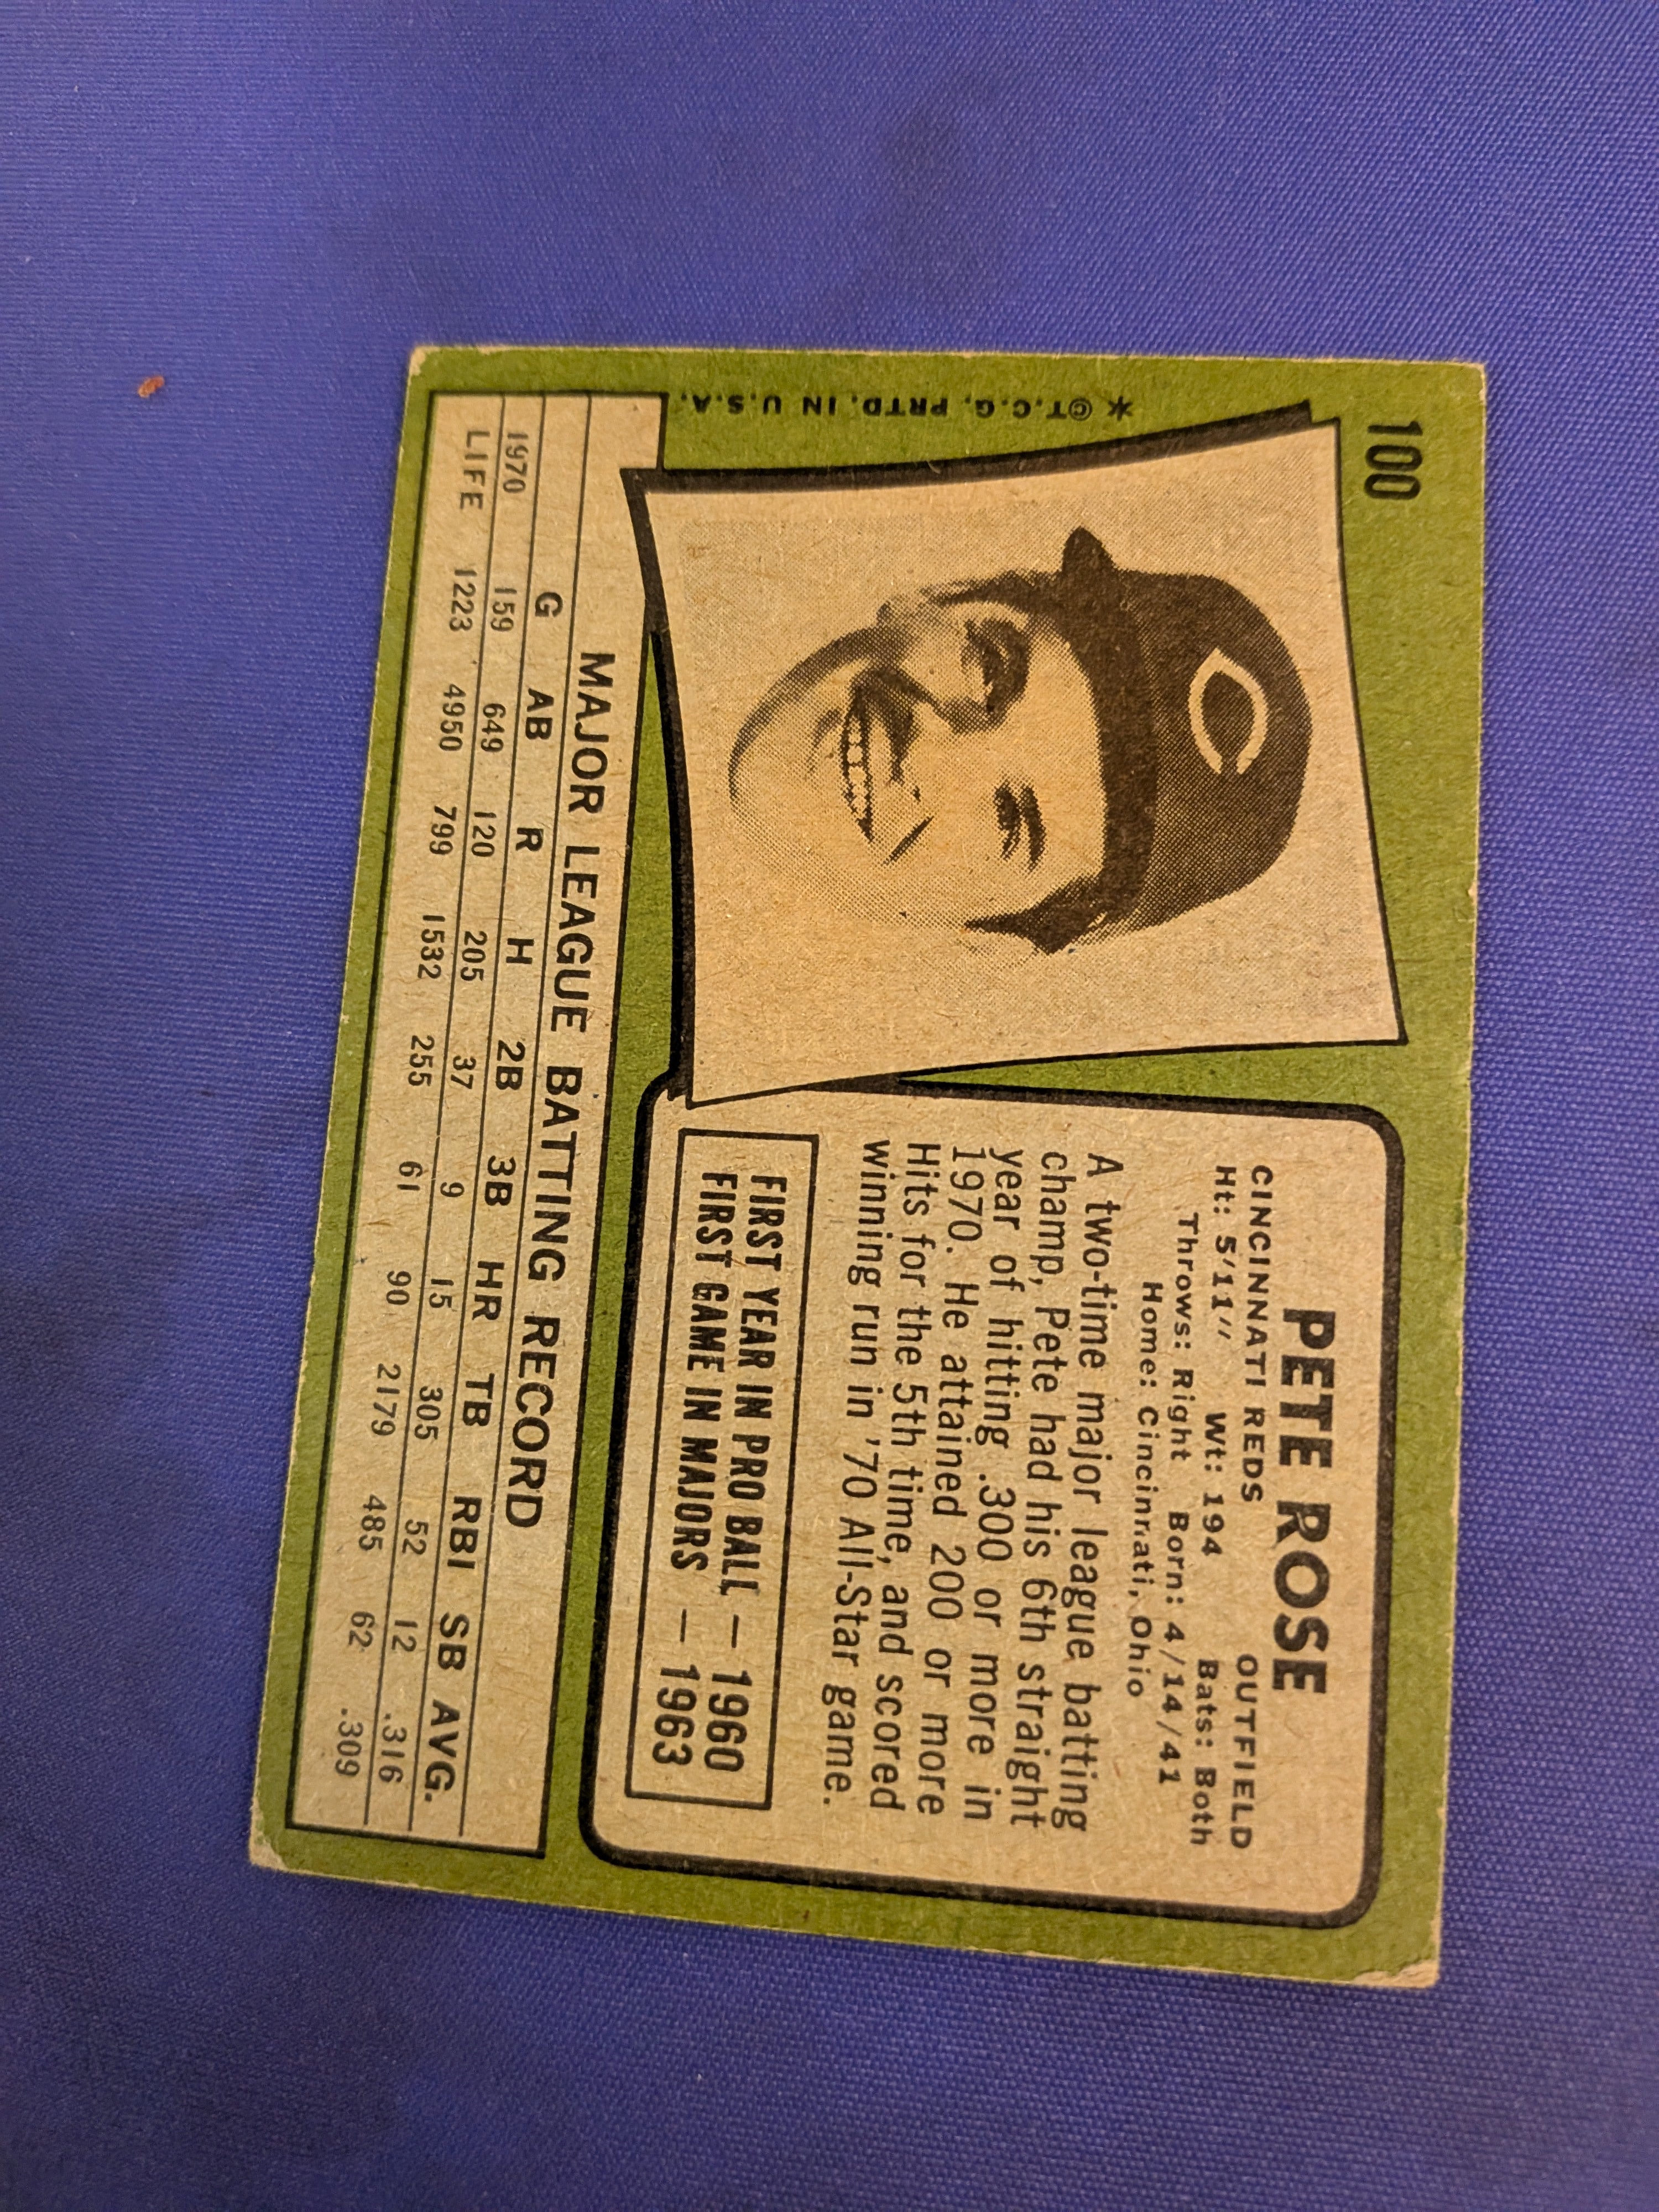 100
C
* ©T.C.G. PRTD. IN U.S.A.
PETE ROSE
CINCINNATI REDS OUTFIELD
Ht: 5'11" Wt: 194 Bats: Both
Throws: Right Born: 4/14/41
Home: Cincinnati, Ohio
A two-time major league batting
champ, Pete had his 6th straight
year of hitting .300 or more in
1970. He attained 200 or more
Hits for the 5th time, and scored
winning run in '70 All-Star game.
FIRST YEAR IN PRO BALL — 1960
FIRST GAME IN MAJORS — 1963
MAJOR LEAGUE BATTING RECORD
G AB R H 2B 3B HR TB RBI SB AVG.
1970 159 649 120 205 37 9 15 305 52 12 .316
LIFE 1223 4950 799 1532 255 61 90 2179 485 62 .309